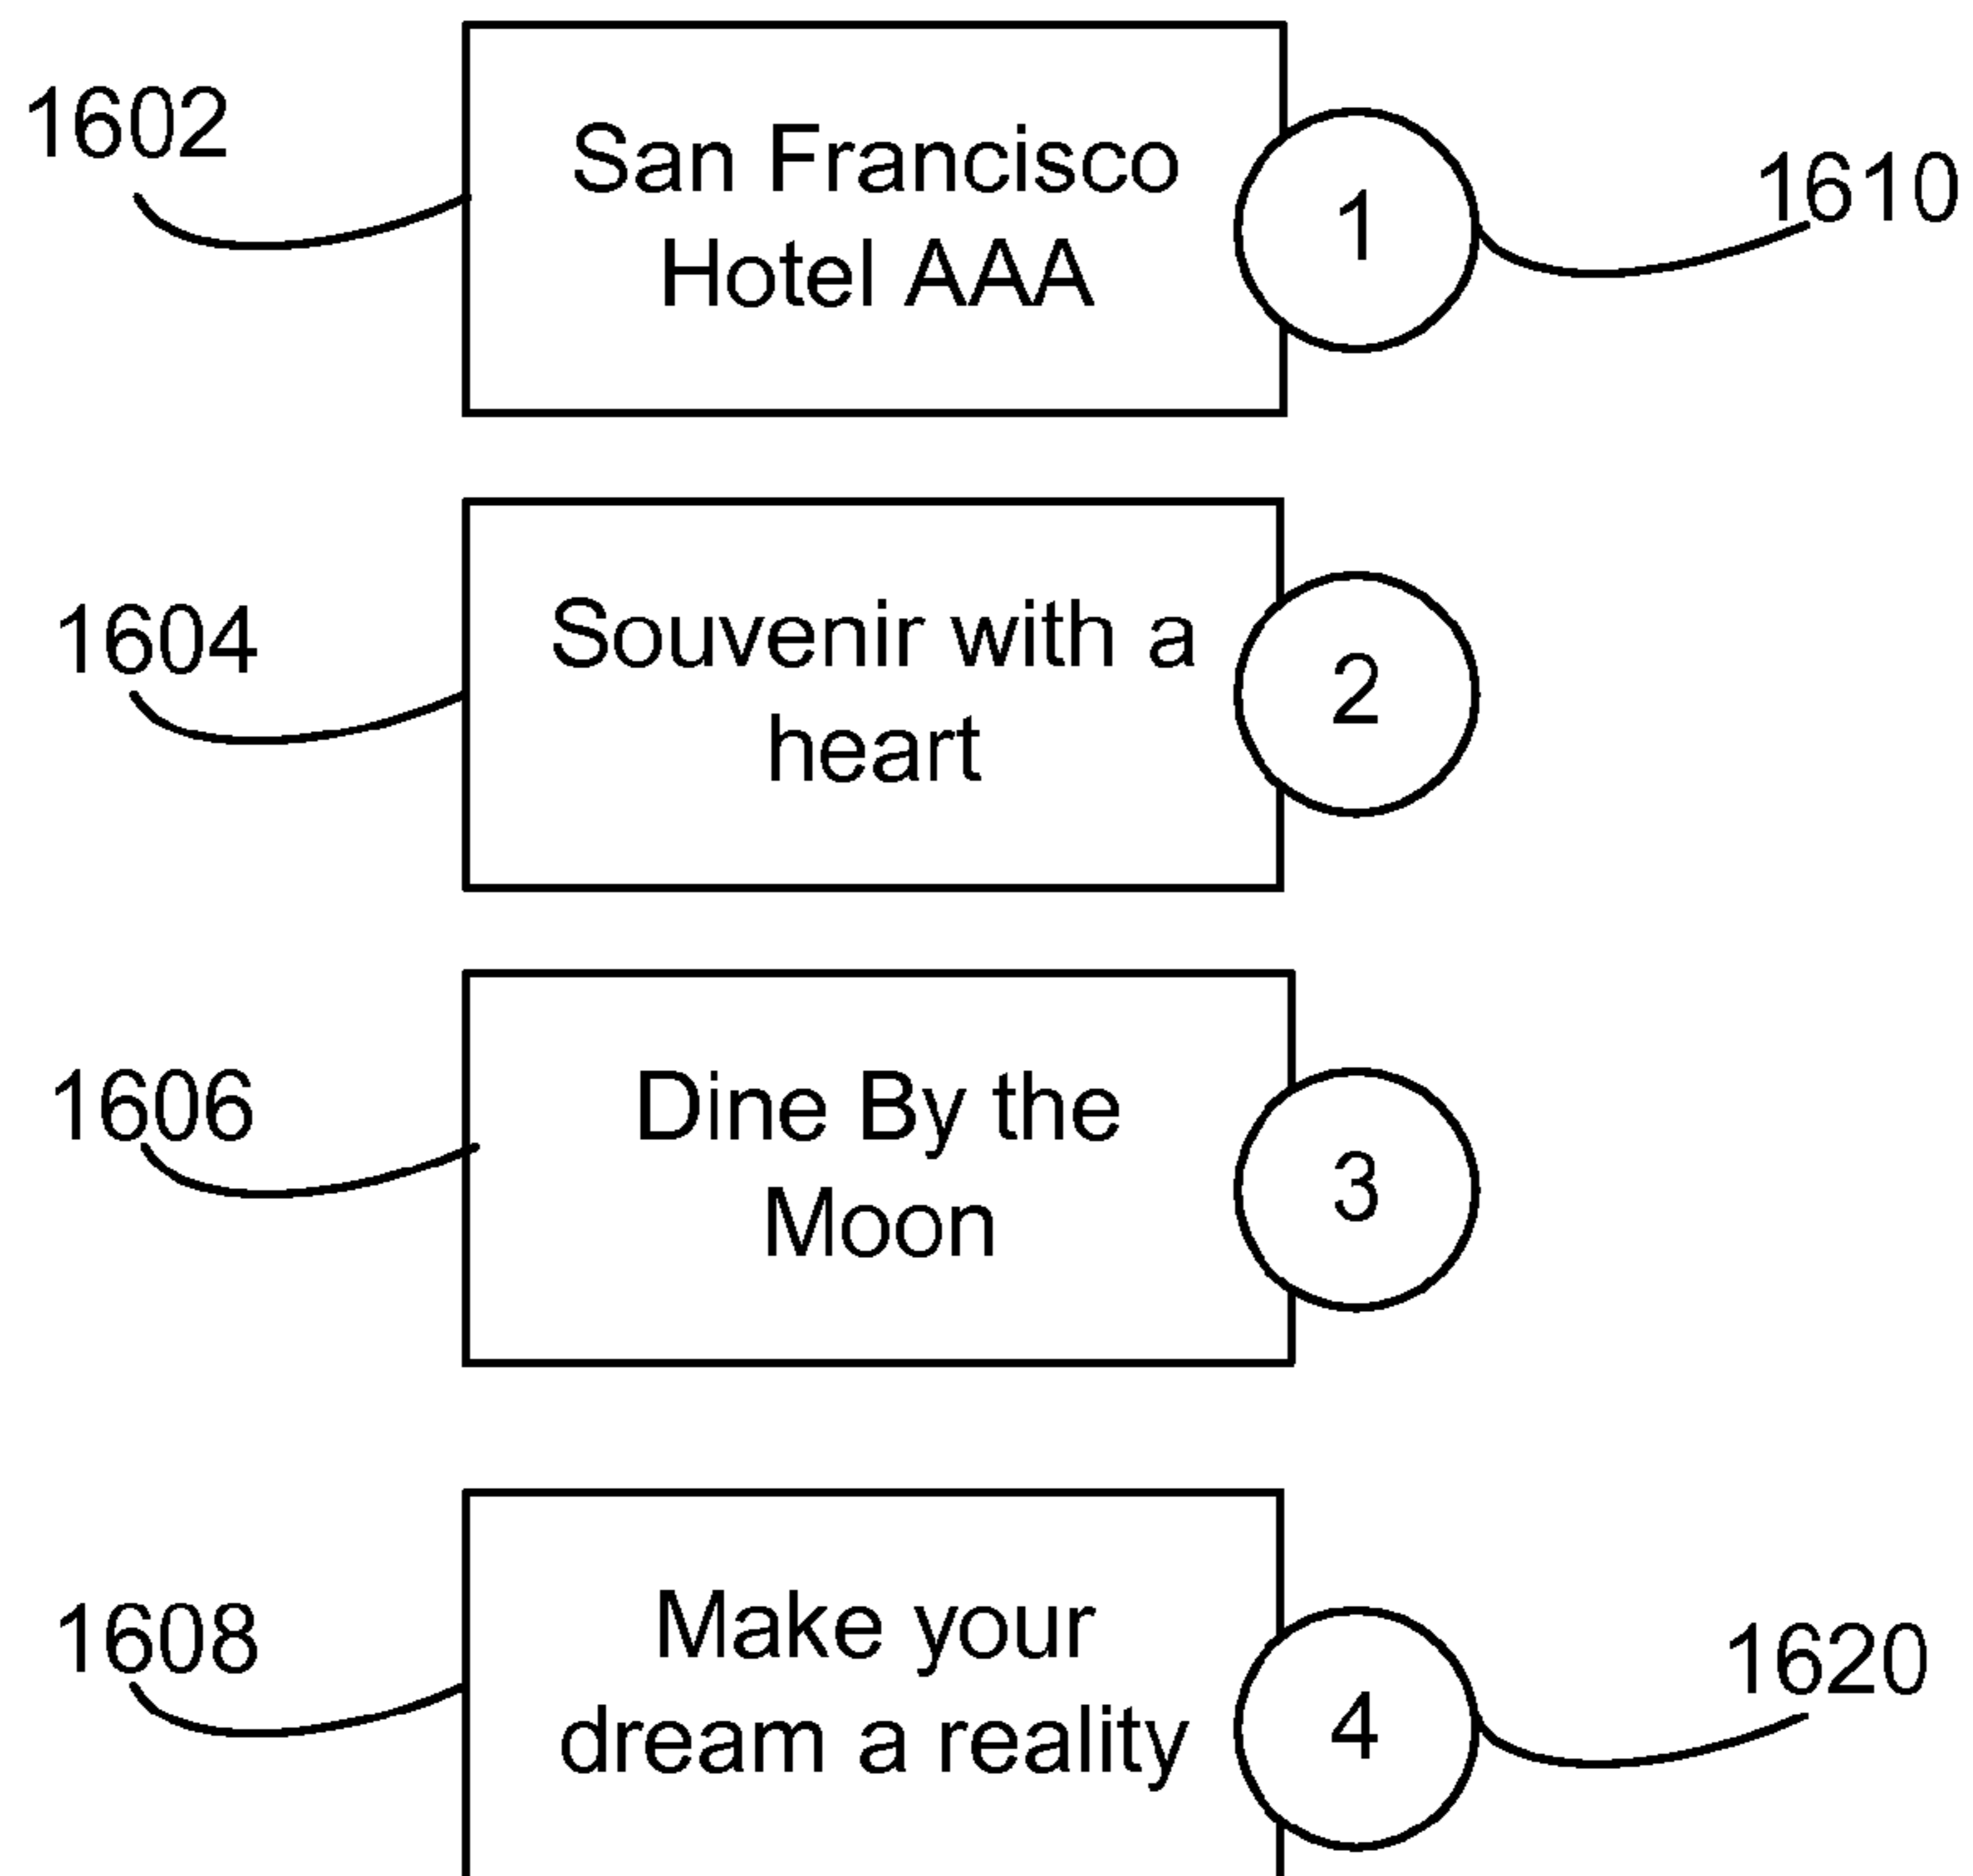 1602
San Francisco
Hotel AAA
1
1610
1604
Souvenir with a
heart
2
1606
Dine By the
Moon
3
1608
Make your
dream a reality
4
1620